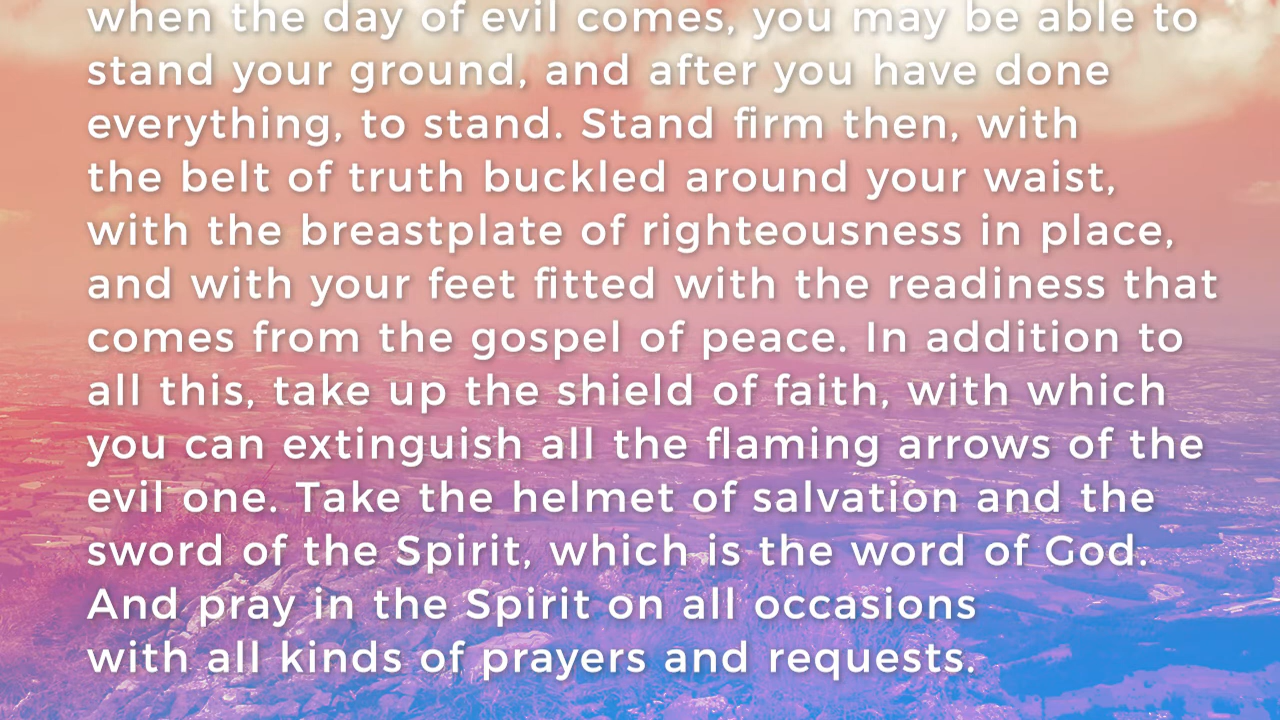 when the day of evil comes, you may be able to
stand your ground, and after you have done
everything, to stand. Stand firm then, with
the belt of truth buckled around your waist,
with the breastplate of righteousness in place,
and with your feet fitted with the readiness that
comes from the gospel of peace. In addition to
all this, take up the shield of faith, with which
you can extinguish all the flaming arrows of the
evil one. Take the helmet of salvation and the
sword of the Spirit, which is the word of God.
And pray in the Spirit on all occasions
with all kinds of prayers and requests.